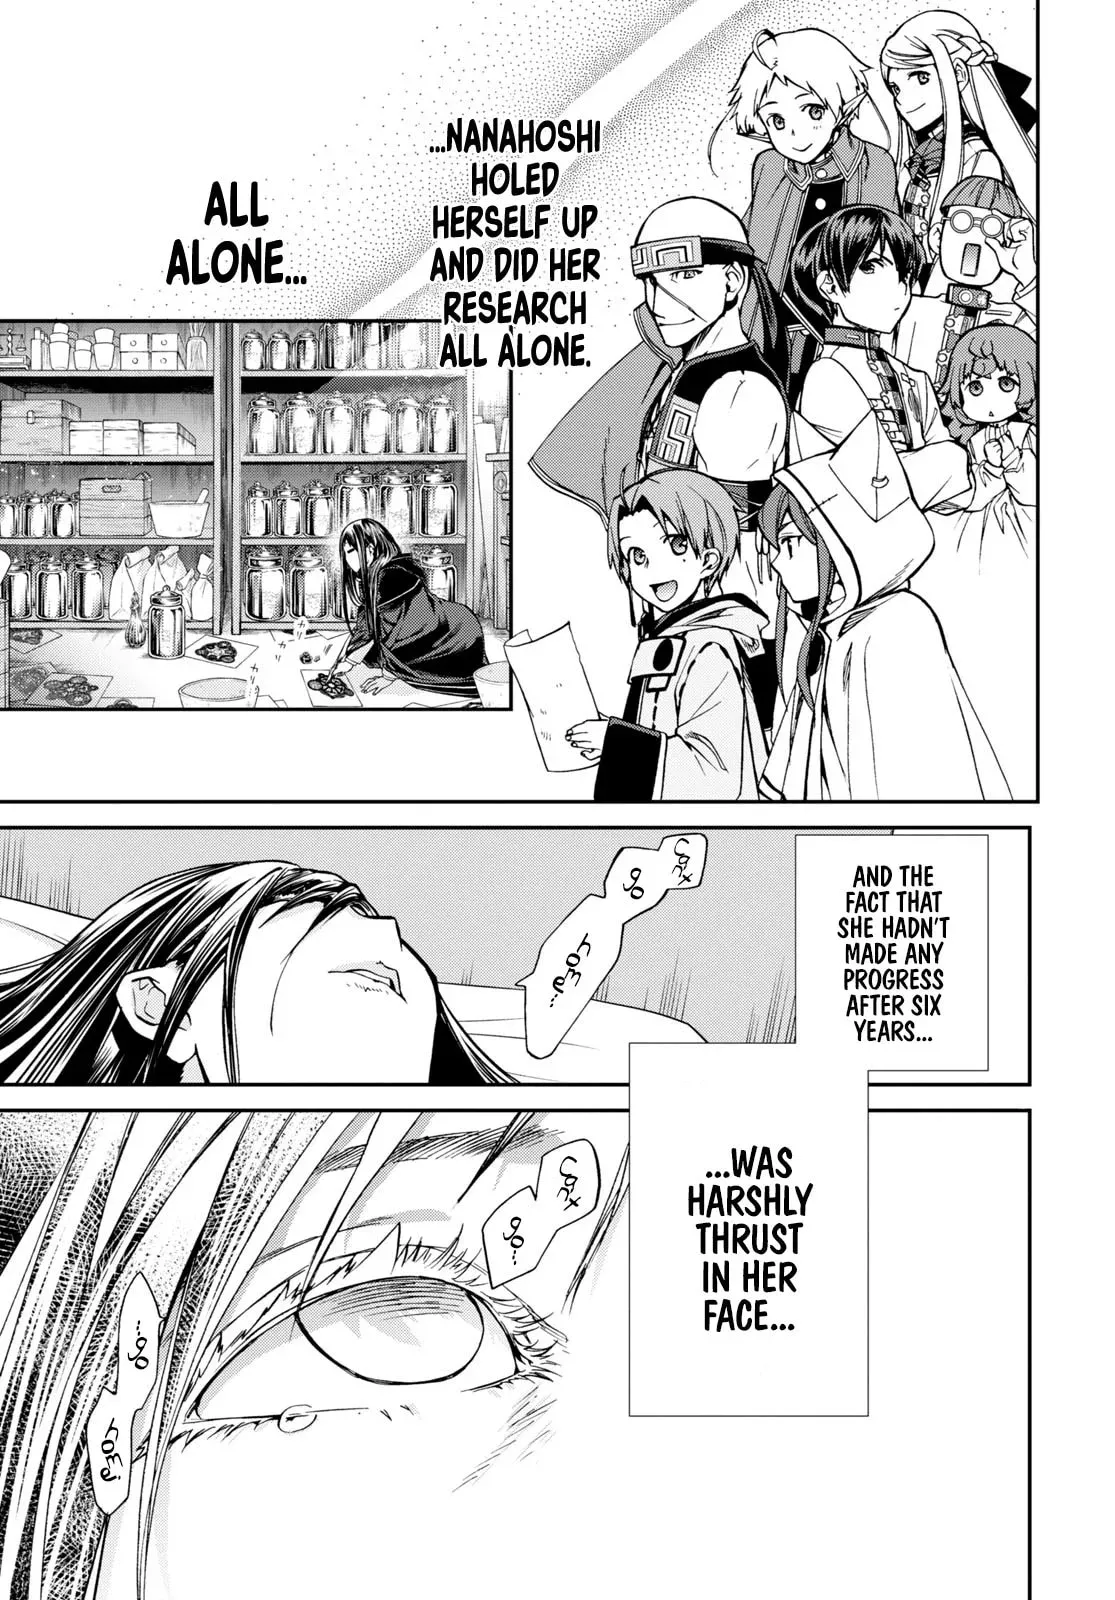 ...NANAHOSHI
HOLED
HERSELF UP
AND DID HER
RESEARCH
ALL ALONE.
ALL
ALONE...
AND THE
FACT THAT
SHE HADN'T
MADE ANY
PROGRESS
AFTER SIX
YEARS...
can't
go
home...
...WAS
HARSHLY
THRUST
IN HER
FACE...
can't
go...
...go
home